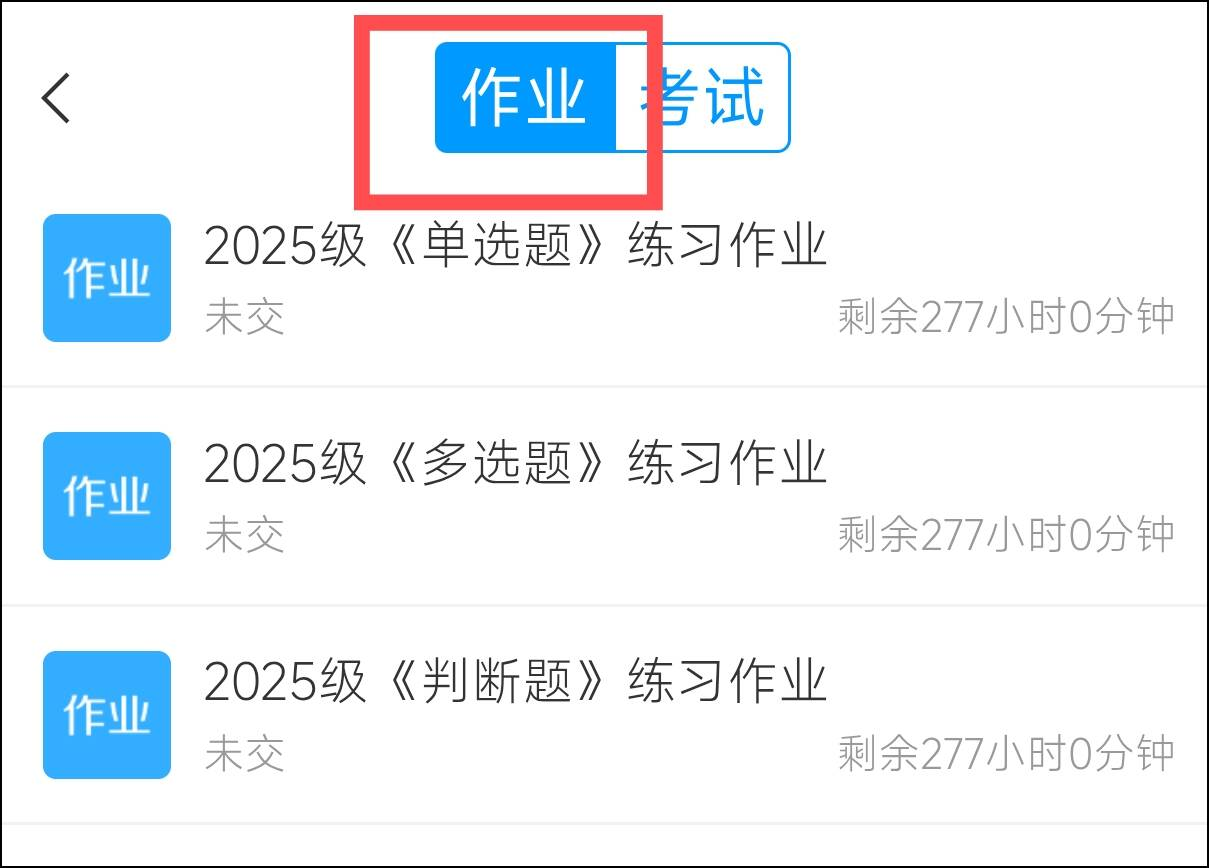 作业 考试
作业
2025级《单选题》练习作业
未交 剩余277小时0分钟
作业
2025级《多选题》练习作业
未交 剩余277小时0分钟
作业
2025级《判断题》练习作业
未交 剩余277小时0分钟